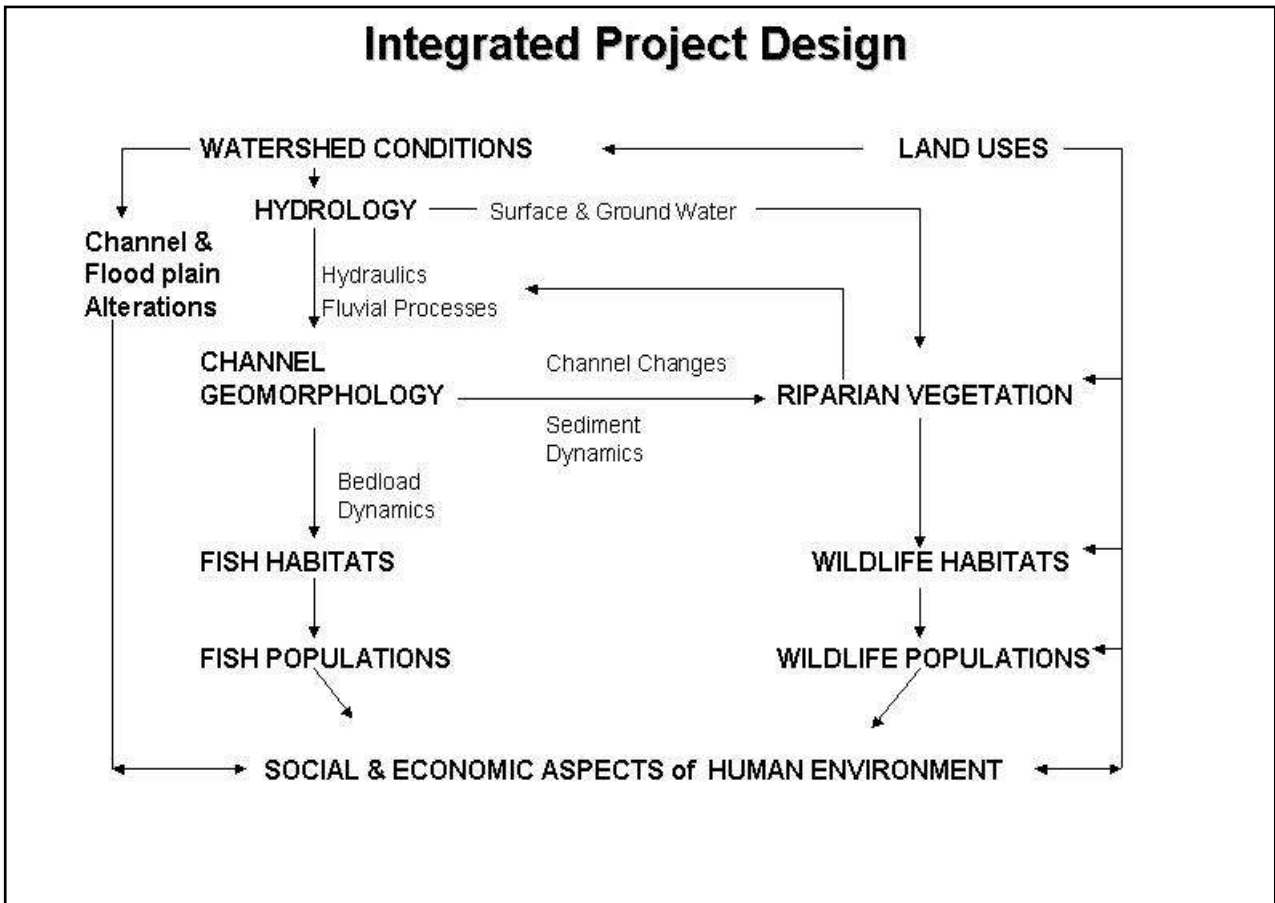 Integrated Project Design
WATERSHED CONDITIONS
LAND USES
HYDROLOGY
Surface & Ground Water
Channel &
Flood plain
Alterations
Hydraulics
Fluvial Processes
CHANNEL
GEOMORPHOLOGY
Channel Changes
RIPARIAN VEGETATION
Sediment
Dynamics
Bedload
Dynamics
FISH HABITATS
WILDLIFE HABITATS
FISH POPULATIONS
WILDLIFE POPULATIONS
SOCIAL & ECONOMIC ASPECTS of HUMAN ENVIRONMENT